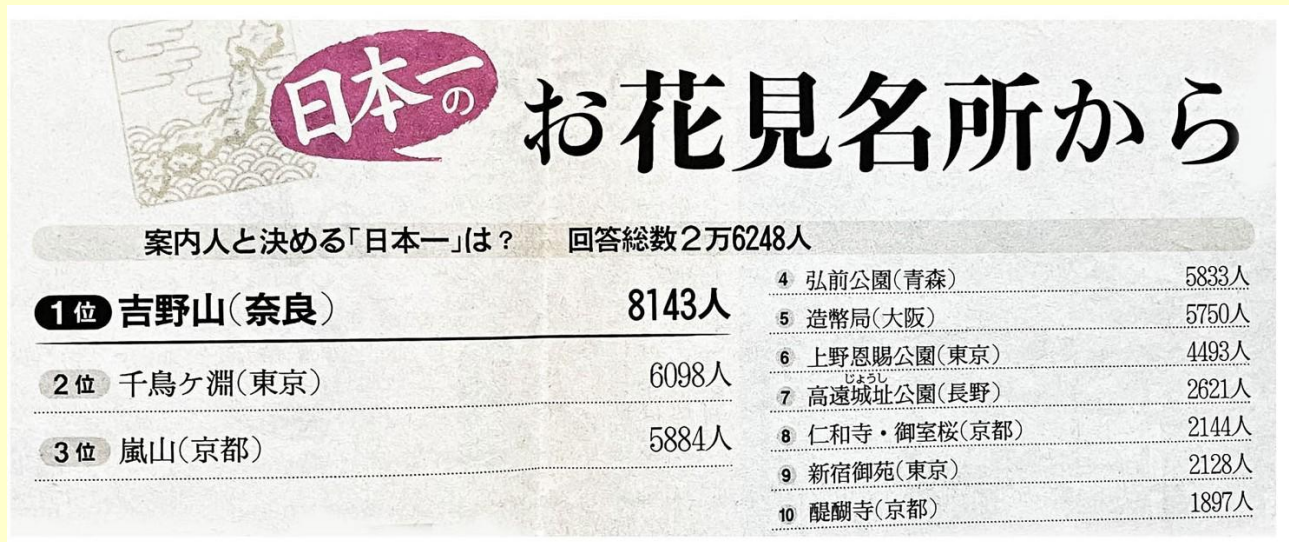 日本一の
お花見名所から
案内人と決める「日本一」は? 回答総数2万6248人
1位 吉野山(奈良) 8143人
2位 千鳥ケ淵(東京) 6098人
3位 嵐山(京都) 5884人
4 弘前公園(青森) 5833人
5 造幣局(大阪) 5750人
6 上野恩賜公園(東京) 4493人
じょうし
7 高遠城址公園(長野) 2621人
8 仁和寺・御室桜(京都) 2144人
9 新宿御苑(東京) 2128人
10 醍醐寺(京都) 1897人